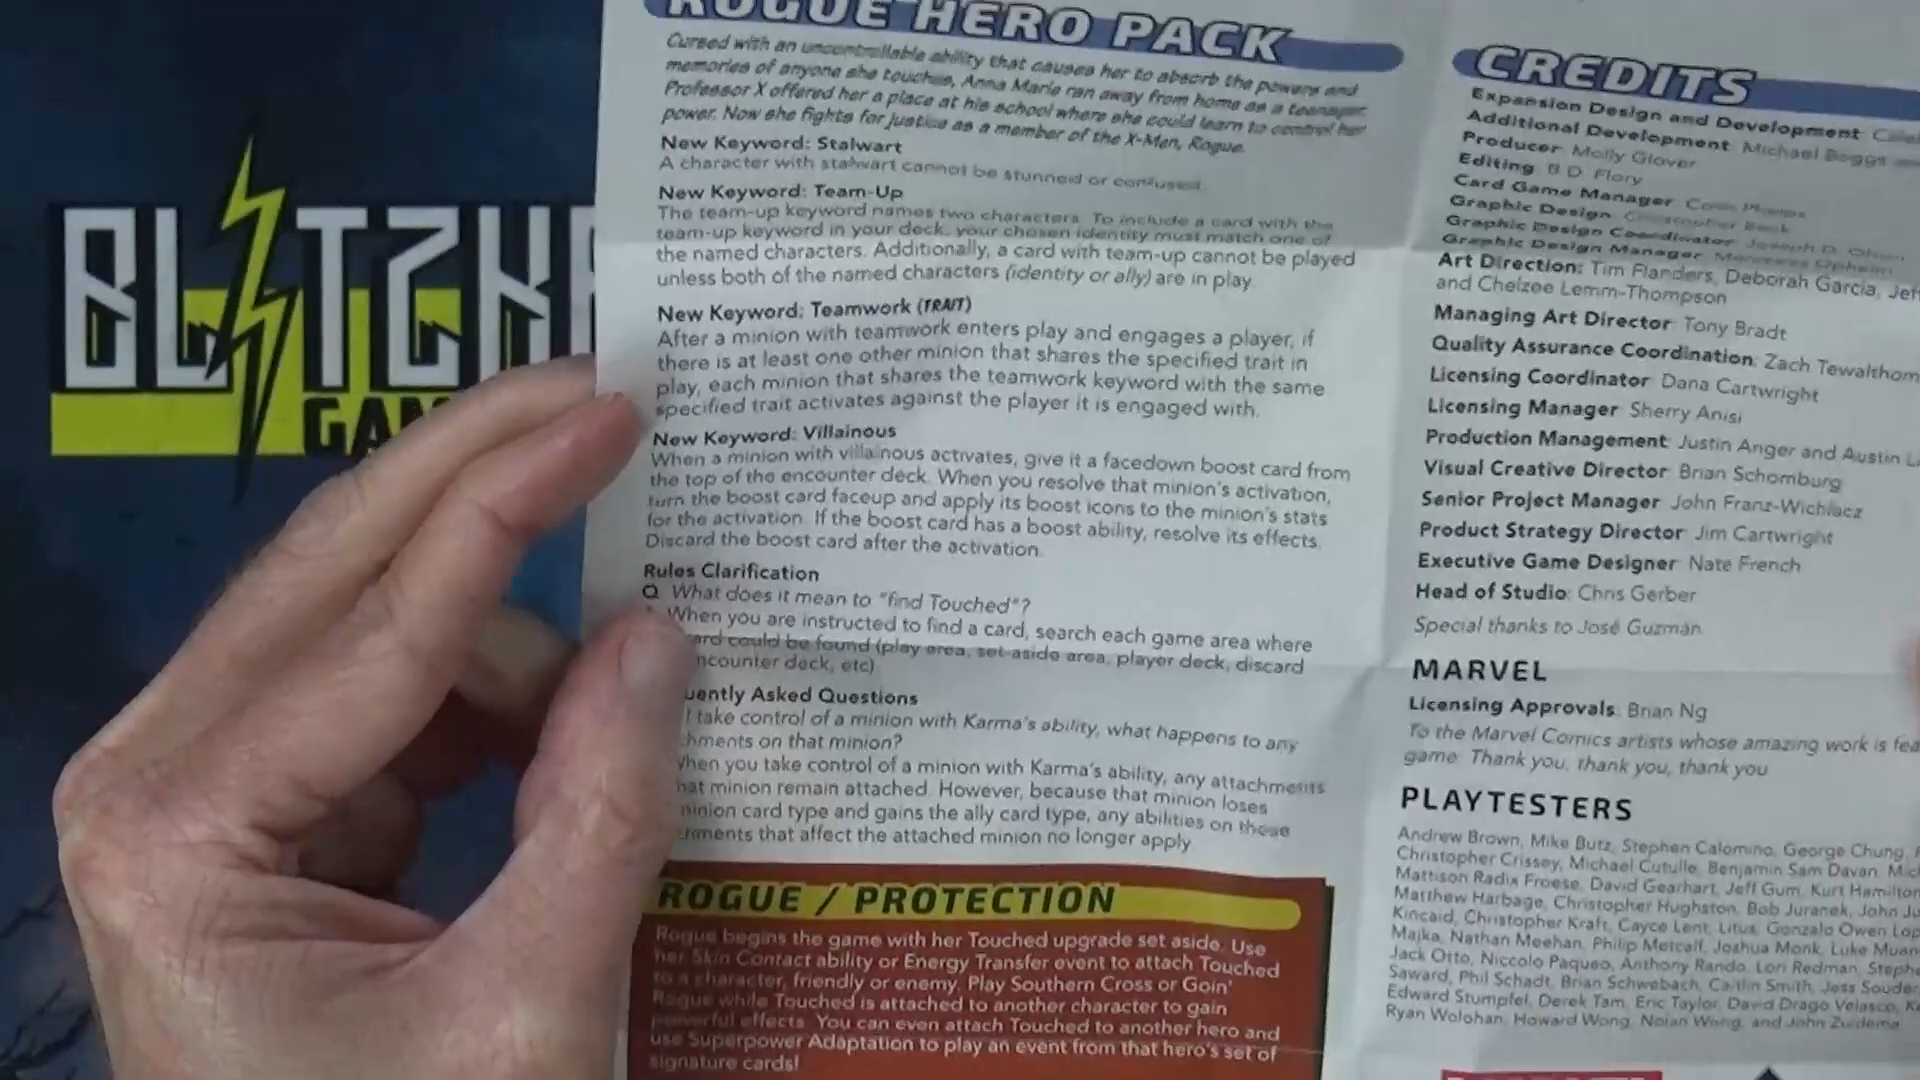 ROGUE HERO PACK
Cursed with an uncontrollable ability that causes her to absorb the powers and
memories of anyone she touches, Anna Marie ran away from home as a teenager.
Professor X offered her a place at his school where she could learn to control her
power. Now she fights for justice as a member of the X-Men, Rogue.
New Keyword: Stalwart
A character with stalwart cannot be stunned or confused.
New Keyword: Team-Up
The team-up keyword names two characters. To include a card with the
team-up keyword in your deck, your chosen identity must match one of
the named characters. Additionally, a card with team-up cannot be played
unless both of the named characters (identity or ally) are in play.
New Keyword: Teamwork (TRAIT)
After a minion with teamwork enters play and engages a player, if
there is at least one other minion that shares the specified trait in
play, each minion that shares the teamwork keyword with the same
specified trait activates against the player it is engaged with.
New Keyword: Villainous
When a minion with villainous activates, give it a facedown boost card from
the top of the encounter deck. When you resolve that minion's activation,
turn the boost card faceup and apply its boost icons to the minion's stats
for the activation. If the boost card has a boost ability, resolve its effects.
Discard the boost card after the activation.
Rules Clarification
Q What does it mean to "find Touched"?
When you are instructed to find a card, search each game area where
card could be found (play area, set-aside area, player deck, discard
encounter deck, etc)
uently Asked Questions
I take control of a minion with Karma's ability, what happens to any
chments on that minion?
When you take control of a minion with Karma's ability, any attachments
hat minion remain attached. However, because that minion loses
minion card type and gains the ally card type, any abilities on those
chments that affect the attached minion no longer apply
ROGUE / PROTECTION
Rogue begins the game with her Touched upgrade set aside. Use
her Skin Contact ability or Energy Transfer event to attach Touched
to a character, friendly or enemy. Play Southern Cross or Goin'
Rogue while Touched is attached to another character to gain
powerful effects. You can even attach Touched to another hero and
use Superpower Adaptation to play an event from that hero's set of
signature cards!
CREDITS
Expansion Design and Development
Additional Development: Michael Boggs
Producer: Molly Glover
Editing: B.D. Flory
Card Game Manager:
Graphic Design:
Graphic Design Coordinator: Joseph D. Olson
Graphic Design Manager:
Art Direction: Tim Flanders, Deborah Garcia, Jeff
and Chelzee Lemm-Thompson
Managing Art Director: Tony Bradt
Quality Assurance Coordination: Zach Tewalthom
Licensing Coordinator: Dana Cartwright
Licensing Manager: Sherry Anisi
Production Management: Justin Anger and Austin
Visual Creative Director: Brian Schomburg
Senior Project Manager: John Franz-Wichlacz
Product Strategy Director: Jim Cartwright
Executive Game Designer: Nate French
Head of Studio: Chris Gerber
Special thanks to José Guzmán.
MARVEL
Licensing Approvals: Brian Ng
To the Marvel Comics artists whose amazing work is fea
game: Thank you, thank you, thank you
PLAYTESTERS
Andrew Brown, Mike Butz, Stephen Calomino, George Chung,
Christopher Crissey, Michael Cutulle, Benjamin Sam Davan,
Mattison Radix Froese, David Gearhart, Jeff Gum, Kurt Hamilton
Matthew Harbage, Christopher Hughston, Bob Juranek, John
Kincaid, Christopher Kraft, Cayce Lent, Litus, Gonzalo Owen
Majka, Nathan Meehan, Philip Metcalf, Joshua Monk, Luke
Jack Otto, Niccolo Paqueo, Anthony Rando, Lori Redman,
Saward, Phil Schadt, Brian Schwebach, Caitlin Smith, Jess
Edward Stumpfel, Derek Tam, Eric Taylor, David Drago Velasco,
Ryan Wolohan, Howard Wong, Nolan Wong, and John Zuidema
BLITZKR
GAM